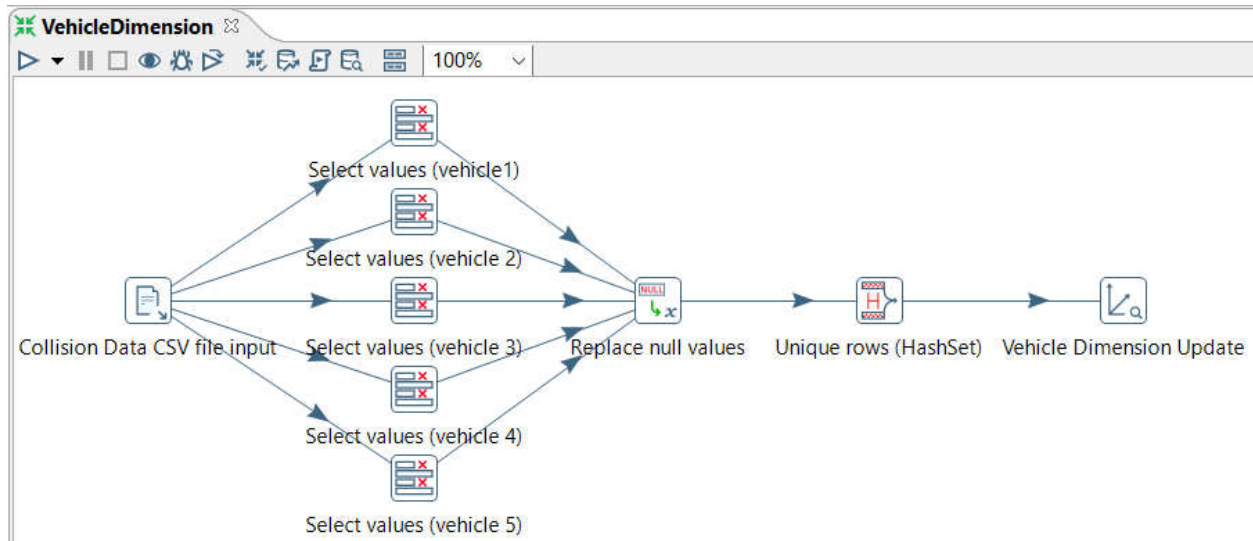 VehicleDimension
100%
Select values (vehicle1)
Select values (vehicle 2)
Select values (vehicle 3)
Select values (vehicle 4)
Select values (vehicle 5)
Collision Data CSV file input
NULL
x
Replace null values
H
Unique rows (HashSet)
Vehicle Dimension Update